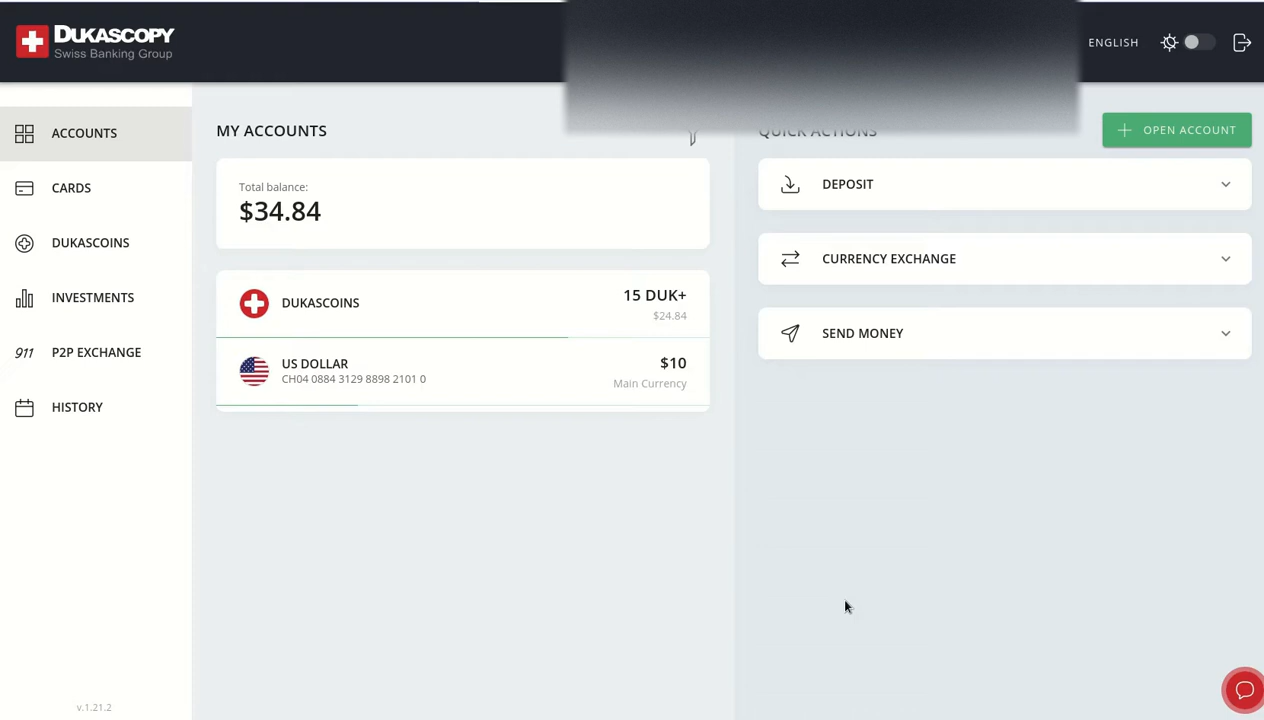 DUKASCOPY
Swiss Banking Group
ENGLISH
ACCOUNTS
CARDS
DUKASCOINS
INVESTMENTS
911 P2P EXCHANGE
HISTORY
v.1.21.2
MY ACCOUNTS
Total balance:
$34.84
DUKASCOINS
15 DUK+
$24.84
US DOLLAR
CH04 0884 3129 8898 2101 0
$10
Main Currency
QUICK ACTIONS
OPEN ACCOUNT
DEPOSIT
CURRENCY EXCHANGE
SEND MONEY